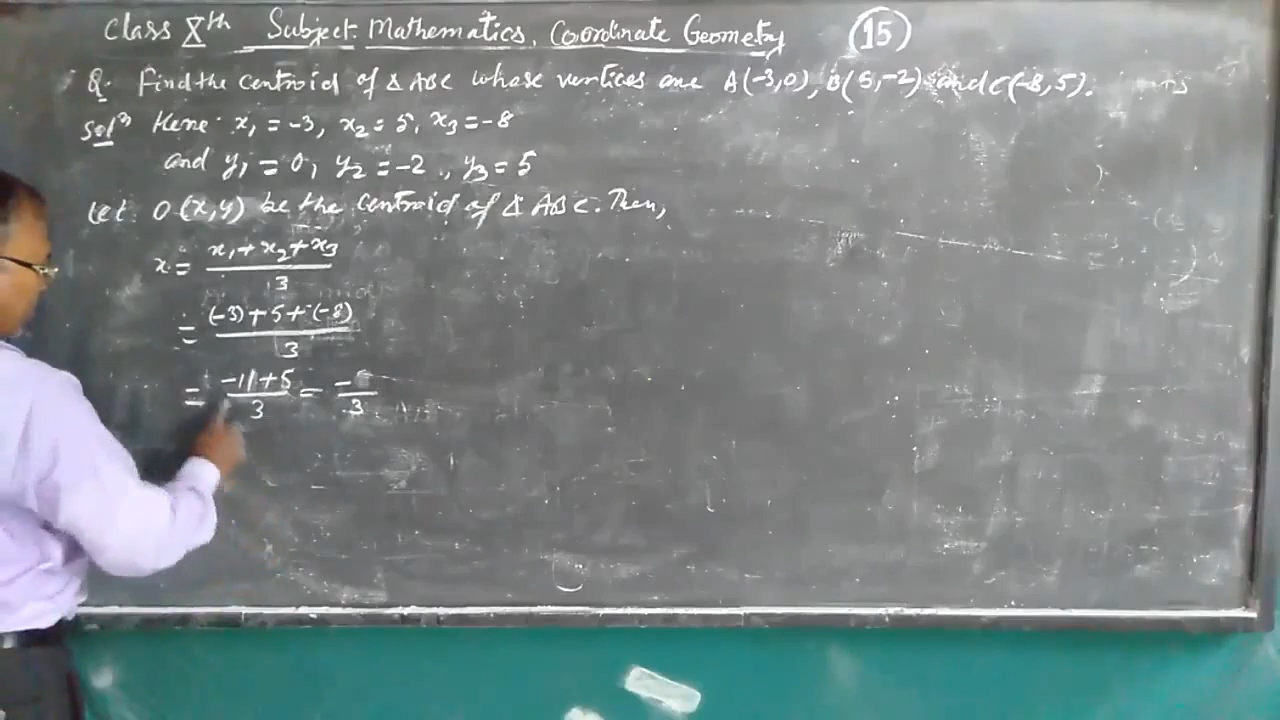 Class Xth Subject. Mathematics. Coordinate Geometry (15)
Q. Find the centroid of Δ ABC whose vertices are A(-3,0), B(5,-2) and C(-8,5).
Solⁿ Here x₁ = -3, x₂ = 5, x₃ = -8
and y₁ = 0, y₂ = -2, y₃ = 5
Let O(x,y) be the centroid of Δ ABC. Then,
x = x₁ + x₂ + x₃ / 3
= (-3) + 5 + (-8) / 3
= -11 + 5 / 3 = - / 3